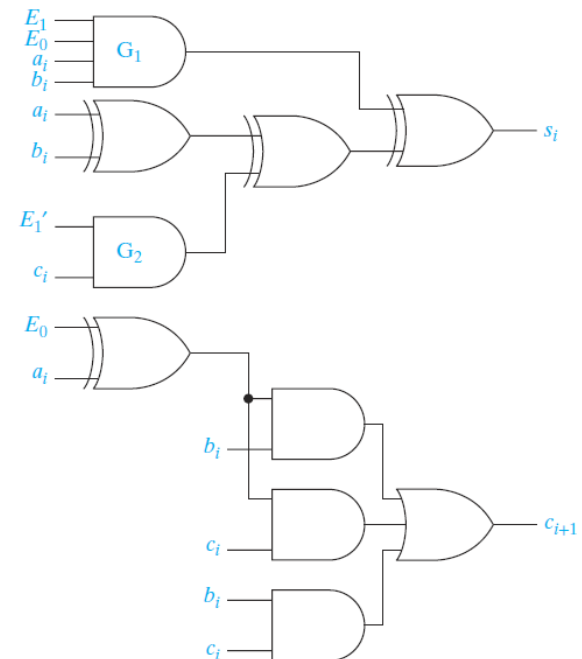 E₁
E₀
G₁
aᵢ
bᵢ
aᵢ
bᵢ
sᵢ
E₁′
G₂
cᵢ
E₀
aᵢ
bᵢ
cᵢ
cᵢ₊₁
bᵢ
cᵢ